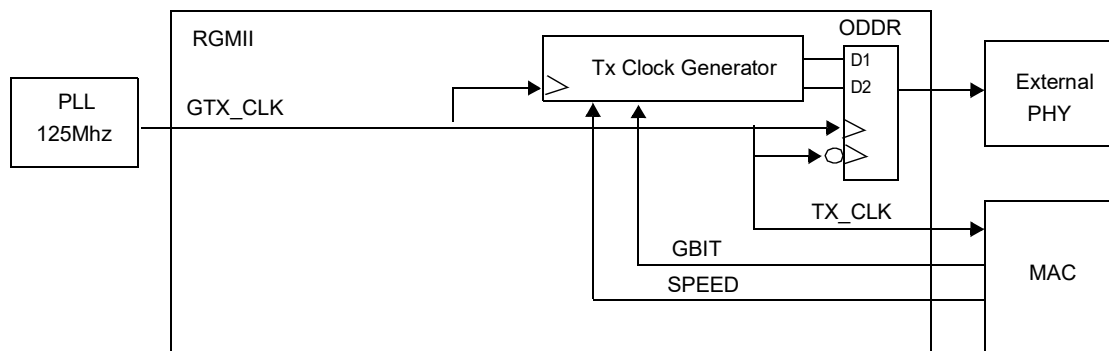 ODDR
RGMII
Tx Clock Generator
D1
D2
PLL
125Mhz
GTX_CLK
External
PHY
TX_CLK
GBIT
SPEED
MAC